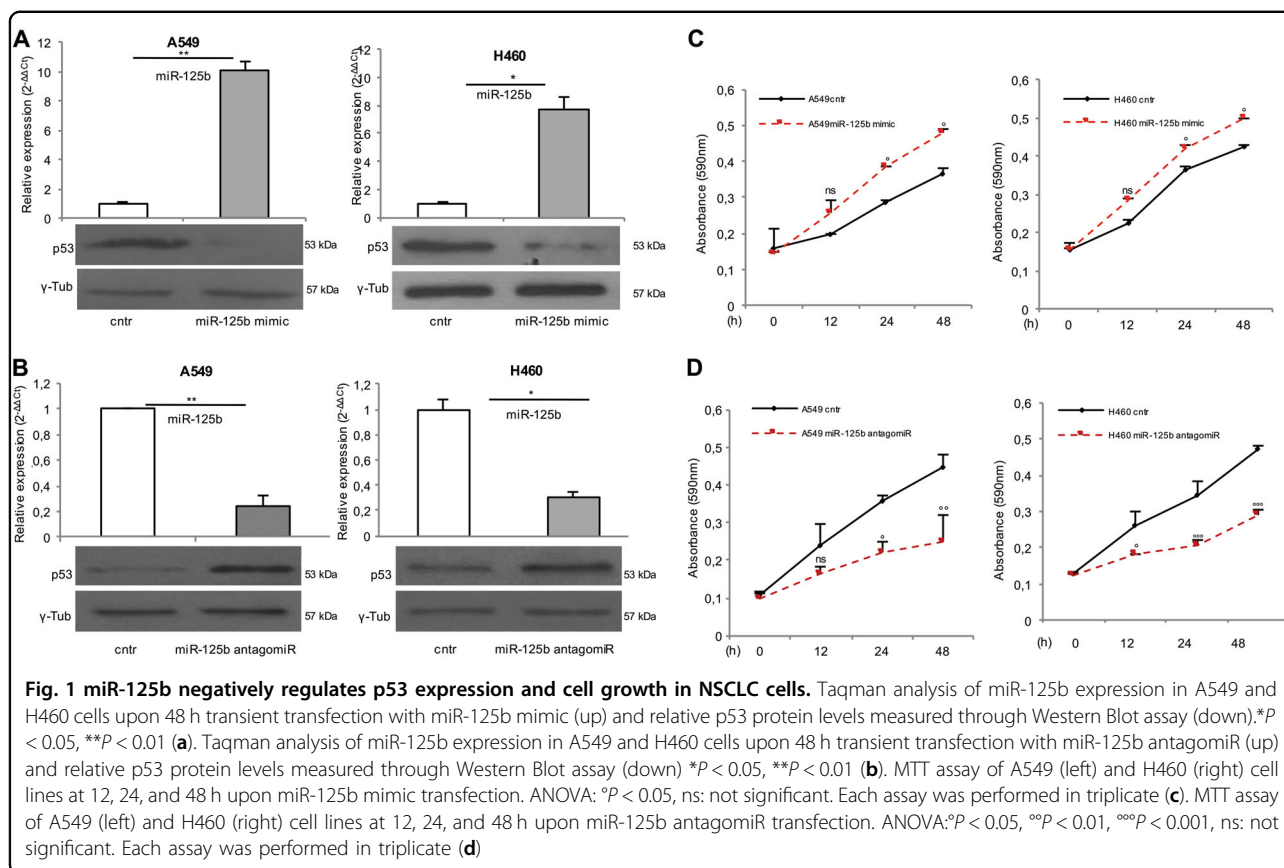 A
A549
**
miR-125b
Relative expression (2-ΔΔCt)
12
10
8
6
4
2
0
p53
53 kDa
γ-Tub
57 kDa
cntr
miR-125b mimic
H460
*
miR-125b
Relative expression (2-ΔΔCt)
12
10
8
6
4
2
0
p53
53 kDa
γ-Tub
57 kDa
cntr
miR-125b mimic
C
A549cntr
A549miR-125b mimic
Absorbance (590nm)
0,6
0,5
0,4
0,3
0,2
0,1
0
ns
°
°
(h)
0
12
24
48
H460 cntr
H460 miR-125b mimic
Absorbance (590nm)
0,6
0,5
0,4
0,3
0,2
0,1
0
ns
°
°
(h)
0
12
24
48
B
A549
**
miR-125b
Relative expression (2-ΔΔCt)
1,2
1
0,8
0,6
0,4
0,2
0
p53
53 kDa
γ-Tub
57 kDa
cntr
miR-125b antagomiR
H460
*
miR-125b
Relative expression (2-ΔΔCt)
1,2
1
0,8
0,6
0,4
0,2
0
p53
53 kDa
γ-Tub
57 kDa
cntr
miR-125b antagomiR
D
A549 cntr
A549 miR-125b antagomiR
Absorbance (590nm)
0,6
0,5
0,4
0,3
0,2
0,1
0
ns
°
°°
(h)
0
12
24
48
H460 cntr
H460 miR-125b antagomiR
Absorbance (590nm)
0,6
0,5
0,4
0,3
0,2
0,1
0
°
°°°
°°°
(h)
0
12
24
48
Fig. 1 miR-125b negatively regulates p53 expression and cell growth in NSCLC cells. Taqman analysis of miR-125b expression in A549 and
H460 cells upon 48 h transient transfection with miR-125b mimic (up) and relative p53 protein levels measured through Western Blot assay (down).*P
< 0.05, **P < 0.01 (a). Taqman analysis of miR-125b expression in A549 and H460 cells upon 48 h transient transfection with miR-125b antagomiR (up)
and relative p53 protein levels measured through Western Blot assay (down) *P < 0.05, **P < 0.01 (b). MTT assay of A549 (left) and H460 (right) cell
lines at 12, 24, and 48 h upon miR-125b mimic transfection. ANOVA: °P < 0.05, ns: not significant. Each assay was performed in triplicate (c). MTT assay
of A549 (left) and H460 (right) cell lines at 12, 24, and 48 h upon miR-125b antagomiR transfection. ANOVA:°P < 0.05, °°P < 0.01, °°°P < 0.001, ns: not
significant. Each assay was performed in triplicate (d)